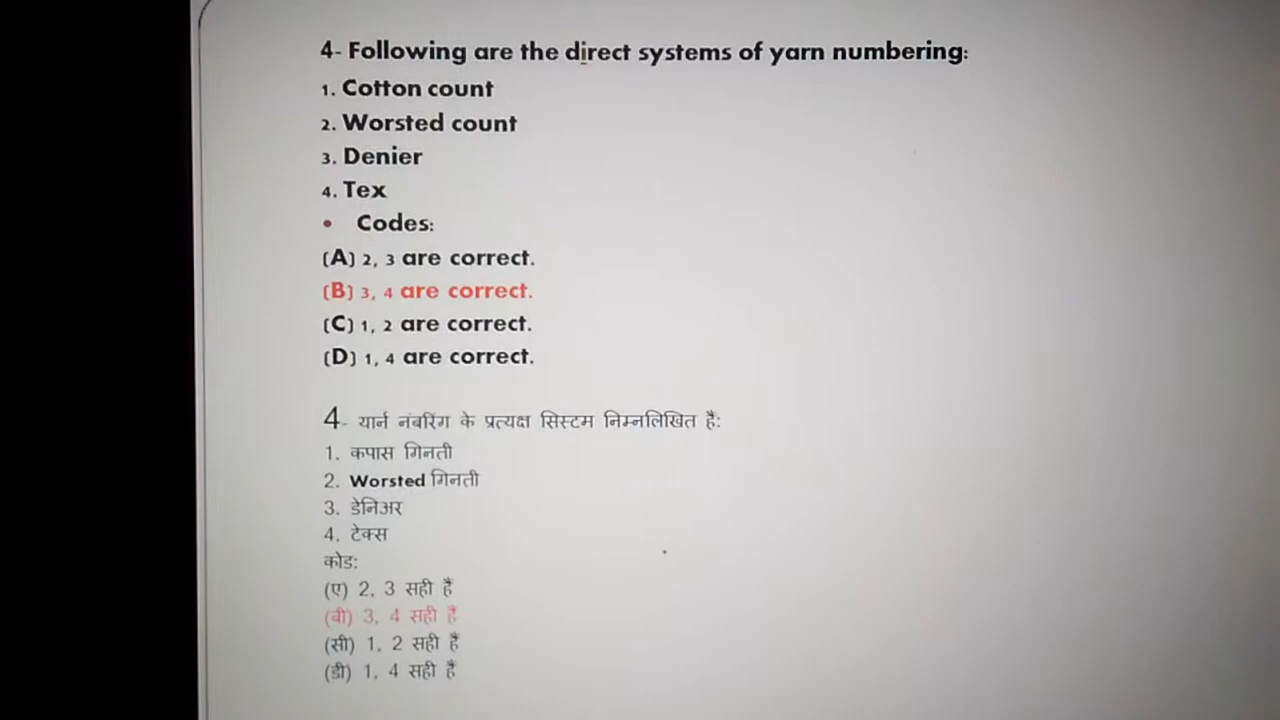 4- Following are the direct systems of yarn numbering:
1. Cotton count
2. Worsted count
3. Denier
4. Tex
• Codes:
(A) 2, 3 are correct.
(B) 3, 4 are correct.
(C) 1, 2 are correct.
(D) 1, 4 are correct.
4- यार्न नंबरिंग के प्रत्यक्ष सिस्टम निम्नलिखित हैं:
1. कपास गिनती
2. Worsted गिनती
3. डेनिअर
4. टेक्स
कोड:
(ए) 2, 3 सही हैं
(बी) 3, 4 सही हैं
(सी) 1, 2 सही हैं
(डी) 1, 4 सही हैं